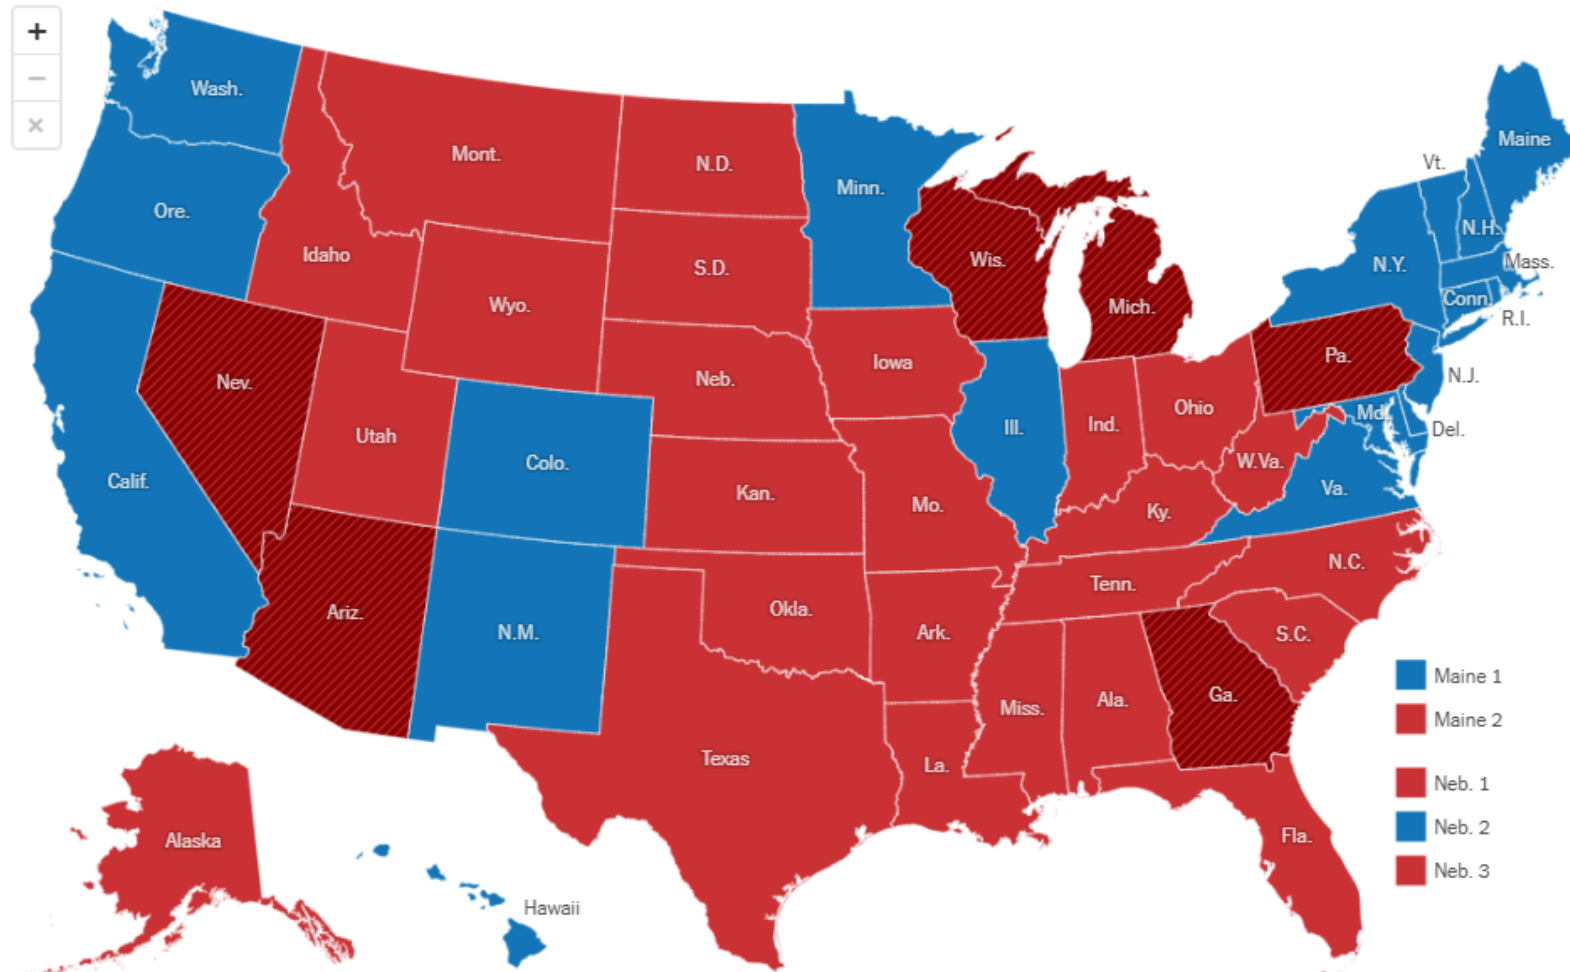 +
−
×
Wash.
Ore.
Calif.
Nev.
Idaho
Mont.
Wyo.
Utah
Colo.
Ariz.
N.M.
N.D.
S.D.
Neb.
Kan.
Okla.
Texas
Minn.
Iowa
Mo.
Ark.
La.
Wis.
Ill.
Mich.
Ind.
Ohio
Ky.
Tenn.
Miss.
Ala.
Ga.
Fla.
S.C.
N.C.
Va.
W.Va.
Pa.
N.Y.
Vt.
N.H.
Maine
Mass.
Conn.
R.I.
N.J.
Md.
Del.
Alaska
Hawaii
Maine 1
Maine 2
Neb. 1
Neb. 2
Neb. 3